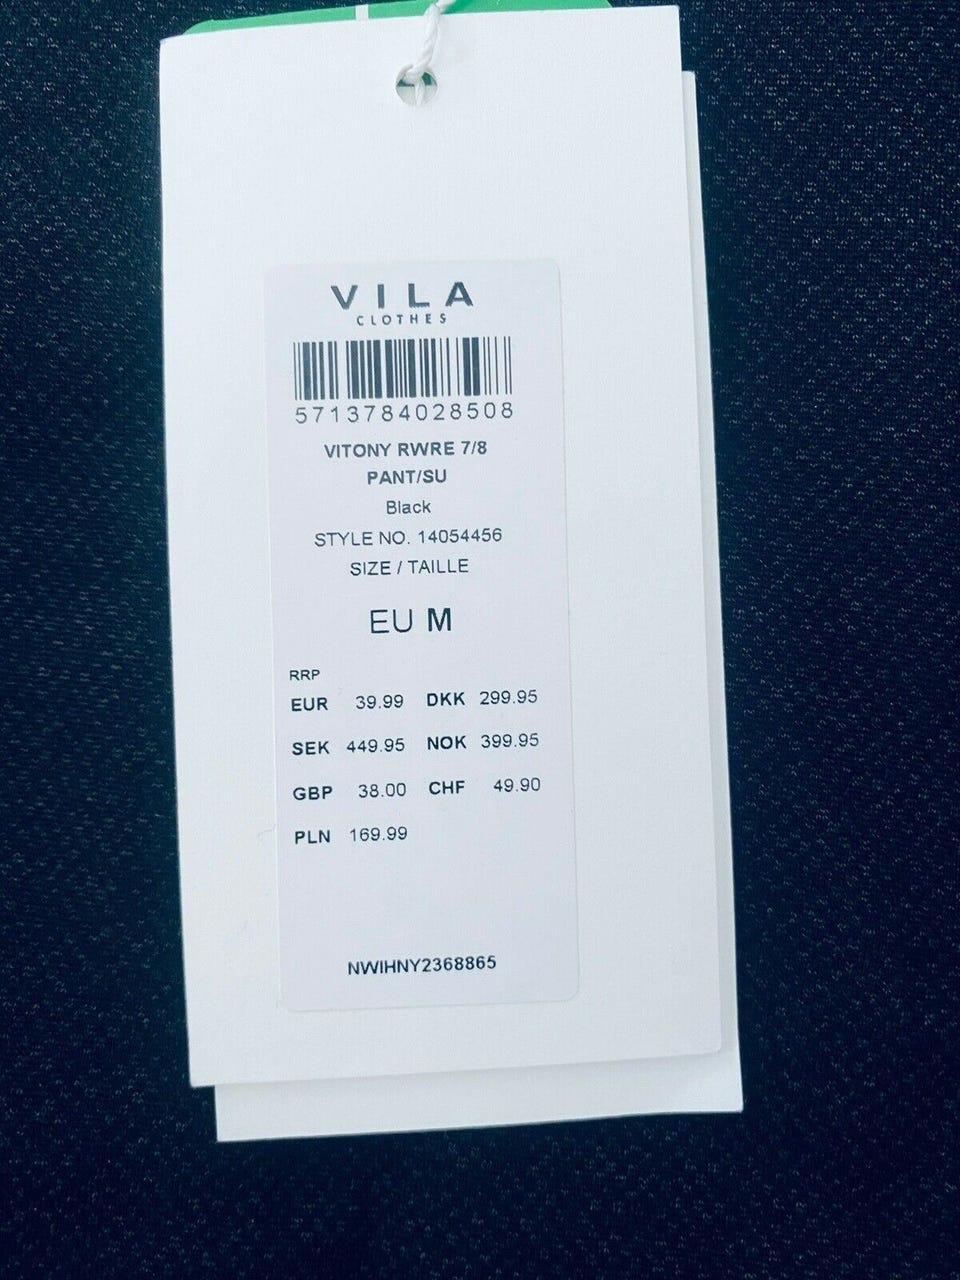 VILA
CLOTHES
5713784028508
VITONY RWRE 7/8
PANT/SU
Black
STYLE NO. 14054456
SIZE / TAILLE
EU M
RRP
EUR 39.99 DKK 299.95
SEK 449.95 NOK 399.95
GBP 38.00 CHF 49.90
PLN 169.99
NWIHNY2368865